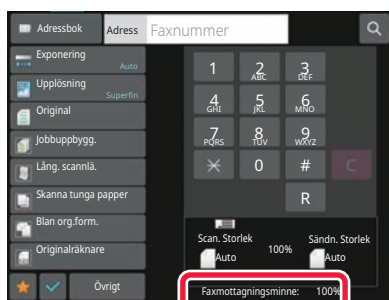 Adressbok
Adress
Faxnummer
Exponering
Auto
Upplösning
Superfin
Original
Jobbuppbygg.
Lång. scannlä.
Skanna tunga papper
Blan org.form.
Originalräknare
Övrigt
1
2
ABC
3
DEF
4
GHI
5
JKL
6
MNO
7
PQRS
8
TUV
9
WXYZ
0
#
C
R
Scan. Storlek
Auto
100%
Sändn. Storlek
Auto
Faxmottagningsminne: 100%